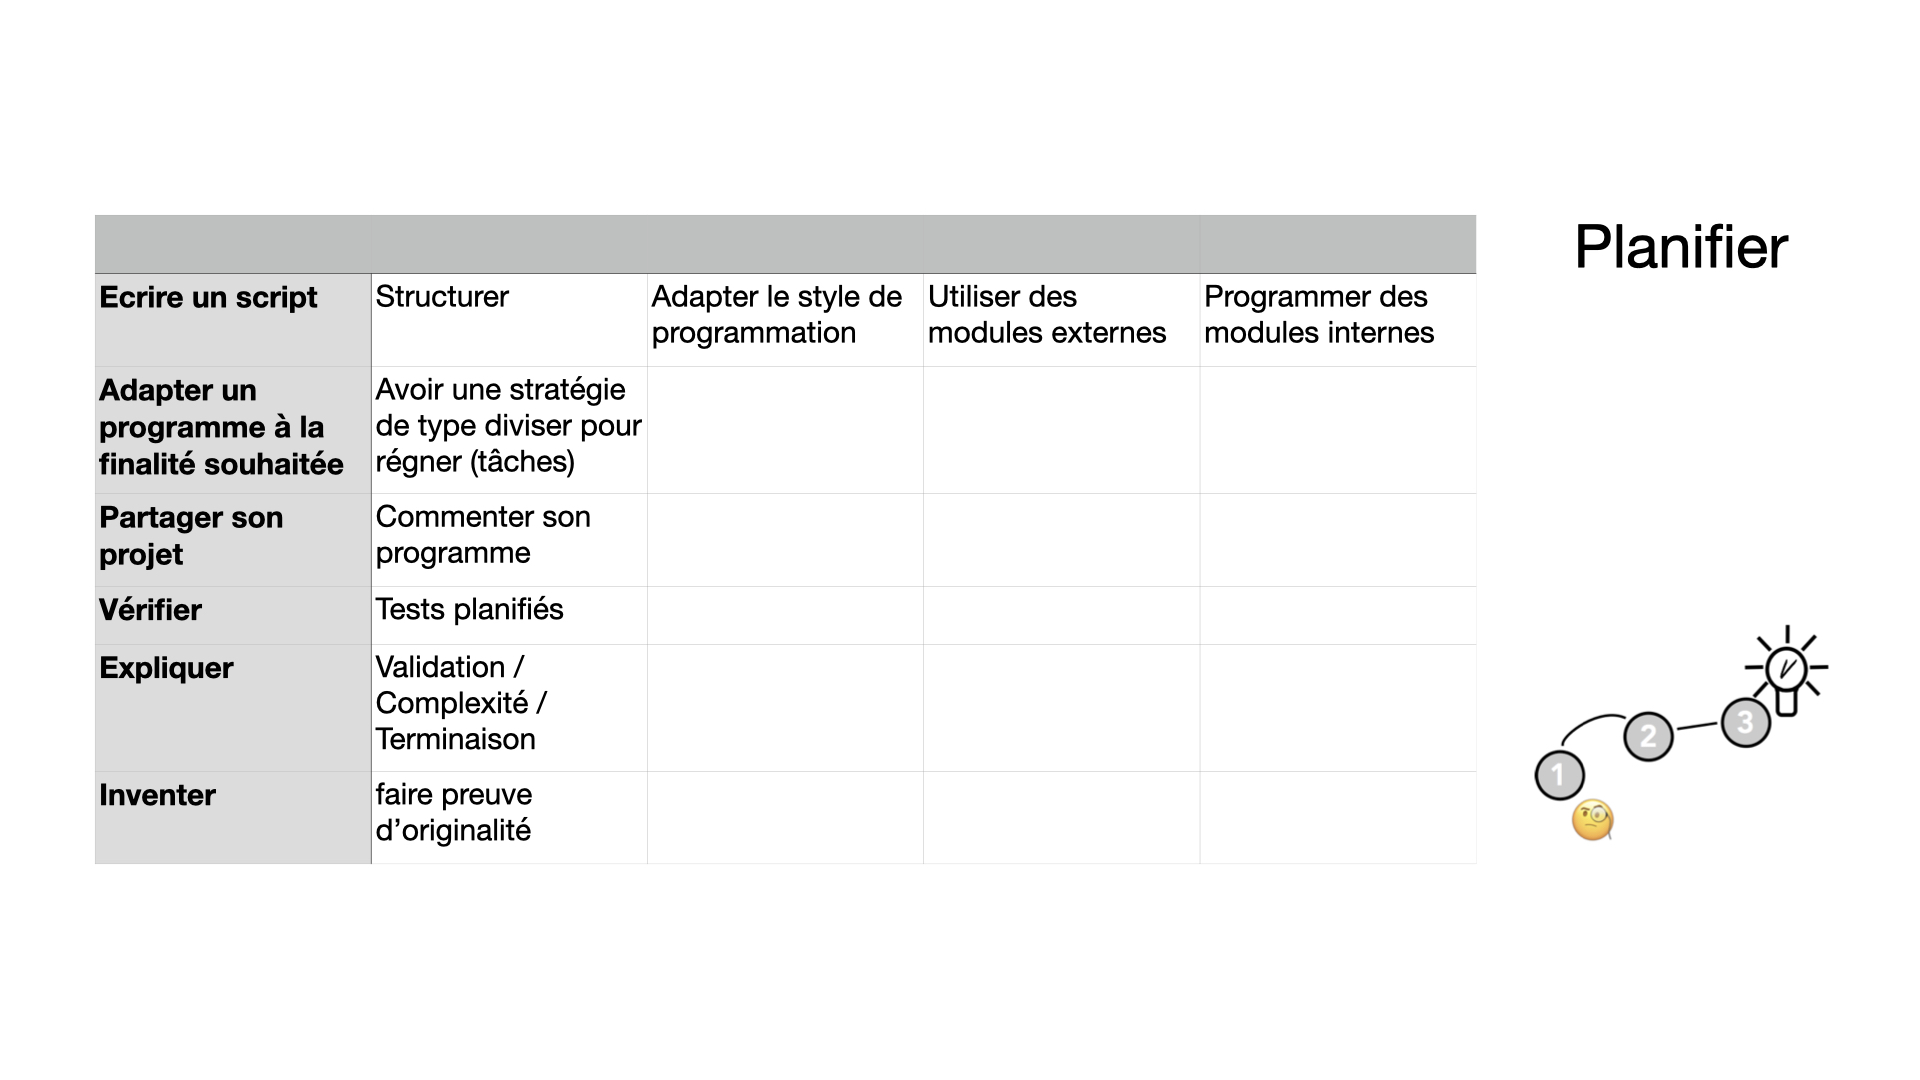 Planifier
Ecrire un script
Structurer
Adapter le style de
programmation
Utiliser des
modules externes
Programmer des
modules internes
Adapter un
programme à la
finalité souhaitée
Avoir une stratégie
de type diviser pour
régner (tâches)
Partager son
projet
Commenter son
programme
Vérifier
Tests planifiés
Expliquer
Validation /
Complexité /
Terminaison
Inventer
faire preuve
d’originalité
1
2
3